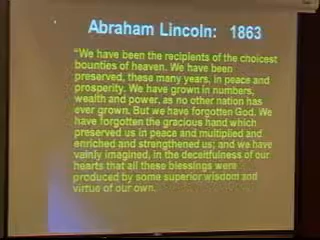 Abraham Lincoln: 1863
"We have been the recipients of the choicest
bounties of heaven. We have been
preserved, these many years, in peace and
prosperity. We have grown in numbers,
wealth and power, as no other nation has
ever grown. But we have forgotten God. We
have forgotten the gracious hand which
preserved us in peace and multiplied and
enriched and strengthened us; and we have
vainly imagined, in the deceitfulness of our
hearts that all these blessings were
produced by some superior wisdom and
virtue of our own.